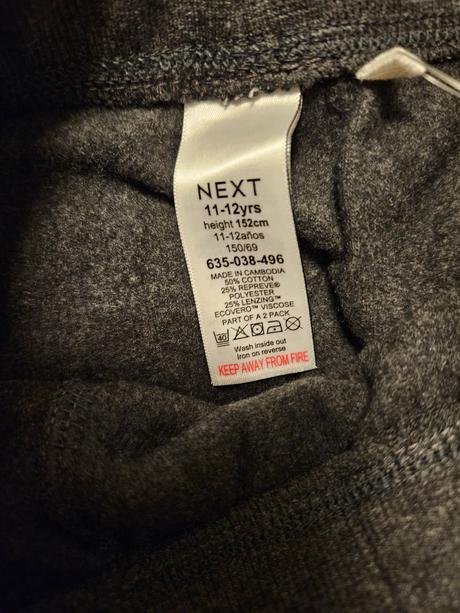 NEXT
11-12yrs
height 152cm
11-12años
150/69
635-038-496
MADE IN CAMBODIA
50% COTTON
25% REPREVE®
POLYESTER
25% LENZING™
ECOVERO™ VISCOSE
PART OF A 2 PACK
40
Wash inside out
Iron on reverse
KEEP AWAY FROM FIRE